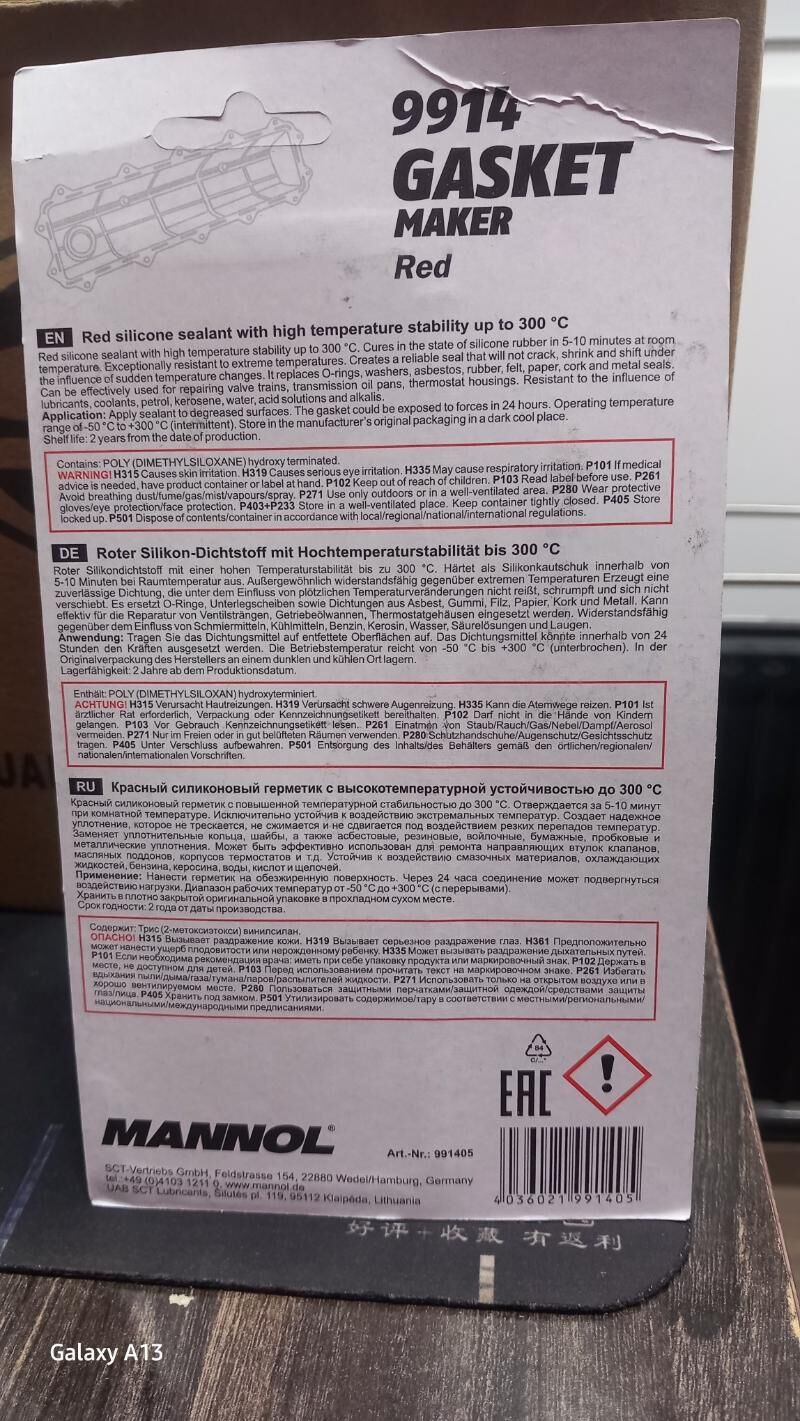 9914
GASKET
MAKER
Red
EN Red silicone sealant with high temperature stability up to 300 °C
Red silicone sealant with high temperature stability up to 300 °C. Cures in the state of silicone rubber in 5-10 minutes at room
temperature. Exceptionally resistant to extreme temperatures. Creates a reliable seal that will not crack, shrink and shift under
the influence of sudden temperature changes. It replaces O-rings, washers, asbestos, rubber, felt, paper, cork and metal seals.
Can be effectively used for repairing valve trains, transmission oil pans, thermostat housings. Resistant to the influence of
lubricants, coolants, petrol, kerosene, water, acid solutions and alkalis.
Application: Apply sealant to degreased surfaces. The gasket could be exposed to forces in 24 hours. Operating temperature
range of -50 °C to +300 °C (intermittent). Store in the manufacturer's original packaging in a dark cool place.
Shelf life: 2 years from the date of production.
Contains: POLY (DIMETHYLSILOXANE) hydroxy terminated.
WARNING! H315 Causes skin irritation. H319 Causes serious eye irritation. H335 May cause respiratory irritation. P101 If medical
advice is needed, have product container or label at hand. P102 Keep out of reach of children. P103 Read label before use. P261
Avoid breathing dust/fume/gas/mist/vapours/spray. P271 Use only outdoors or in a well-ventilated area. P280 Wear protective
gloves/eye protection/face protection. P403+P233 Store in a well-ventilated place. Keep container tightly closed. P405 Store
locked up. P501 Dispose of contents/container in accordance with local/regional/national/international regulations.
DE Roter Silikon-Dichtstoff mit Hochtemperaturstabilität bis 300 °C
Roter Silikondichtstoff mit einer hohen Temperaturstabilität bis zu 300 °C. Härtet als Silikonkautschuk innerhalb von
5-10 Minuten bei Raumtemperatur aus. Außergewöhnlich widerstandsfähig gegenüber extremen Temperaturen Erzeugt eine
zuverlässige Dichtung, die unter dem Einfluss von plötzlichen Temperaturveränderungen nicht reißt, schrumpft und sich nicht
verschiebt. Es ersetzt O-Ringe, Unterlegscheiben sowie Dichtungen aus Asbest, Gummi, Filz, Papier, Kork und Metall. Kann
effektiv für die Reparatur von Ventilsträngen, Getriebeölwannen, Thermostatgehäusen eingesetzt werden. Widerstandsfähig
gegenüber dem Einfluss von Schmiermitteln, Kühlmitteln, Benzin, Kerosin, Wasser, Säurelösungen und Laugen.
Anwendung: Tragen Sie das Dichtungsmittel auf entfettete Oberflächen auf. Das Dichtungsmittel könnte innerhalb von 24
Stunden den Kräften ausgesetzt werden. Die Betriebstemperatur reicht von -50 °C bis +300 °C (unterbrochen). In der
Originalverpackung des Herstellers an einem dunklen und kühlen Ort lagern.
Lagerfähigkeit: 2 Jahre ab dem Produktionsdatum.
Enthält: POLY (DIMETHYLSILOXAN) hydroxyterminiert.
ACHTUNG! H315 Verursacht Hautreizungen. H319 Verursacht schwere Augenreizung. H335 Kann die Atemwege reizen. P101 Ist
ärztlicher Rat erforderlich, Verpackung oder Kennzeichnungsetikett bereithalten. P102 Darf nicht in die Hände von Kindern
gelangen. P103 Vor Gebrauch Kennzeichnungsetikett lesen. P261 Einatmen von Staub/Rauch/Gas/Nebel/Dampf/Aerosol
vermeiden. P271 Nur im Freien oder in gut belüfteten Räumen verwenden. P280 Schutzhandschuhe/Augenschutz/Gesichtsschutz
tragen. P405 Unter Verschluss aufbewahren. P501 Entsorgung des Inhalts/des Behälters gemäß den örtlichen/regionalen/
nationalen/internationalen Vorschriften.
RU Красный силиконовый герметик с высокотемпературной устойчивостью до 300 °C
Красный силиконовый герметик с повышенной температурной стабильностью до 300 °C. Отверждается за 5-10 минут
при комнатной температуре. Исключительно устойчив к воздействию экстремальных температур. Создает надежное
уплотнение, которое не трескается, не сжимается и не сдвигается под воздействием резких перепадов температур.
Заменяет уплотнительные кольца, шайбы, а также асбестовые, резиновые, войлочные, бумажные, пробковые и
металлические уплотнения. Может быть эффективно использован для ремонта направляющих втулок клапанов,
масляных поддонов, корпусов термостатов и т.д. Устойчив к воздействию смазочных материалов, охлаждающих
жидкостей, бензина, керосина, воды, кислот и щелочей.
Применение: Нанести герметик на обезжиренную поверхность. Через 24 часа соединение может подвергнуться
воздействию нагрузки. Диапазон рабочих температур от -50 °C до +300 °C (с перерывами).
Хранить в плотно закрытой оригинальной упаковке в прохладном сухом месте.
Срок годности: 2 года от даты производства.
Содержит: Трис (2-метоксиэтокси) винилсилан.
ОПАСНО! H315 Вызывает раздражение кожи. H319 Вызывает серьезное раздражение глаз. H361 Предположительно
может нанести ущерб плодовитости или нерожденному ребенку. H335 Может вызывать раздражение дыхательных путей.
P101 Если необходима рекомендация врача: иметь при себе упаковку продукта или маркировочный знак. P102 Держать в
месте, не доступном для детей. P103 Перед использованием прочитать текст на маркировочном знаке. P261 Избегать
вдыхания пыли/дыма/газа/тумана/паров/распылителей жидкости. P271 Использовать только на открытом воздухе или в
хорошо вентилируемом месте. P280 Пользоваться защитными перчатками/защитной одеждой/средствами защиты
глаз/лица. P405 Хранить под замком. P501 Утилизировать содержимое/тару в соответствии с местными/региональными/
национальными/международными предписаниями.
84
C/...*
EAC
MANNOL®
Art.-Nr.: 991405
SCT-Vertriebs GmbH, Feldstrasse 154, 22880 Wedel/Hamburg, Germany
tel.:+49 (0)4103 1211 0, www.mannol.de
UAB SCT Lubricants, Šilutės pl. 119, 95112 Klaipėda, Lithuania
4 036021 991405
好评+收藏 有返利
Galaxy A13